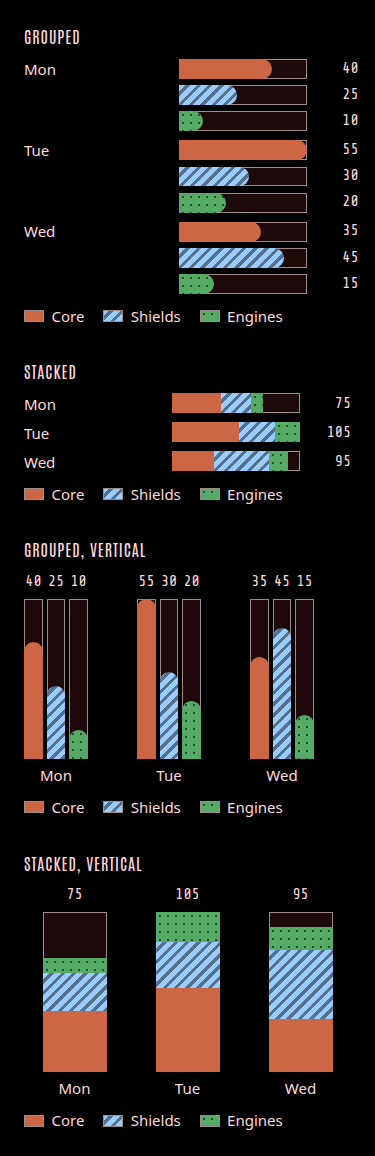 GROUPED
Mon 40
25
10
Tue 55
30
20
Wed 35
45
15
Core Shields Engines
STACKED
Mon 75
Tue 105
Wed 95
Core Shields Engines
GROUPED, VERTICAL
40 25 10 55 30 20 35 45 15
Mon Tue Wed
Core Shields Engines
STACKED, VERTICAL
75 105 95
Mon Tue Wed
Core Shields Engines